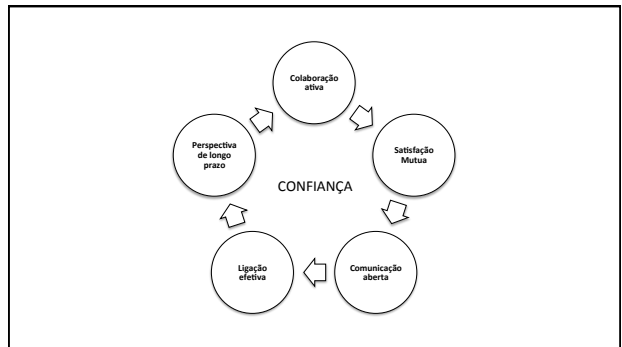 Colaboração
ativa
Satisfação
Mutua
Comunicação
aberta
Ligação
efetiva
Perspectiva
de longo
prazo
CONFIANÇA